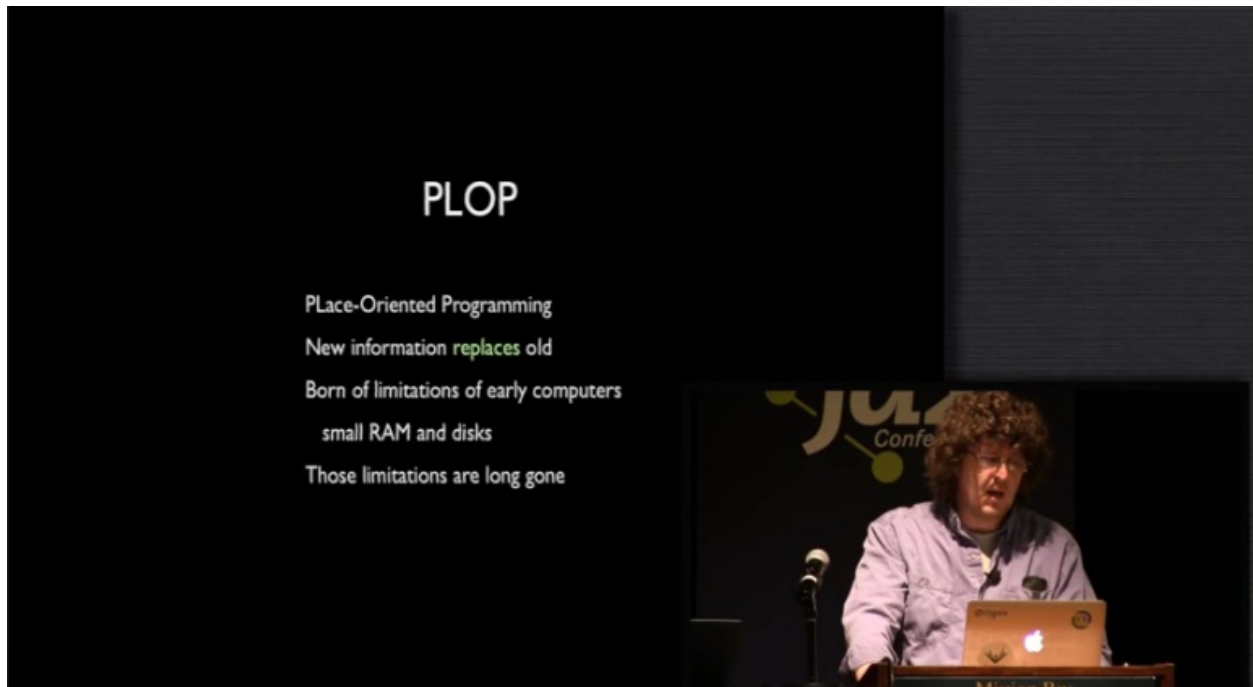 PLOP
PLace-Oriented Programming
New information replaces old
Born of limitations of early computers
small RAM and disks
Those limitations are long gone